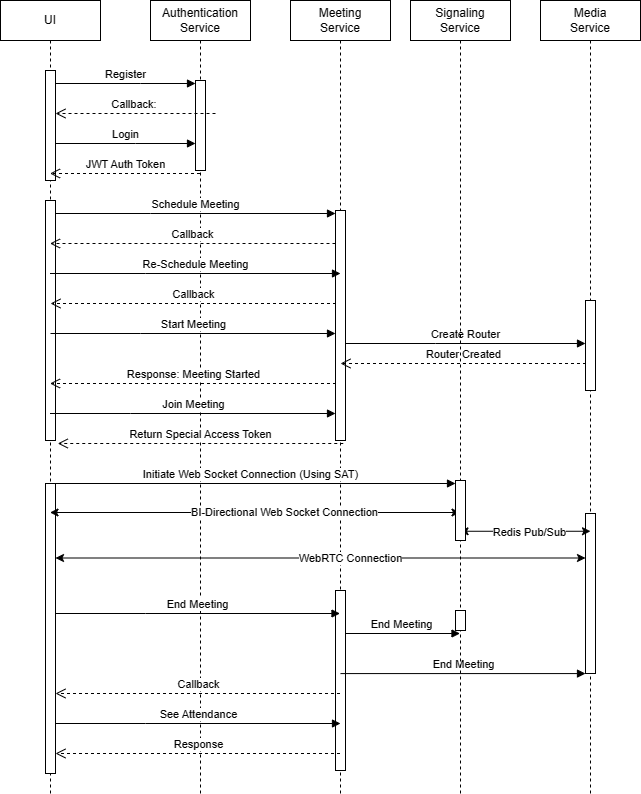 UI
Authentication
Service
Meeting
Service
Signaling
Service
Media
Service
Register
Callback:
Login
JWT Auth Token
Schedule Meeting
Callback
Re-Schedule Meeting
Callback
Start Meeting
Create Router
Router Created
Response: Meeting Started
Join Meeting
Return Special Access Token
Initiate Web Socket Connection (Using SAT)
BI-Directional Web Socket Connection
Redis Pub/Sub
WebRTC Connection
End Meeting
End Meeting
End Meeting
Callback
See Attendance
Response